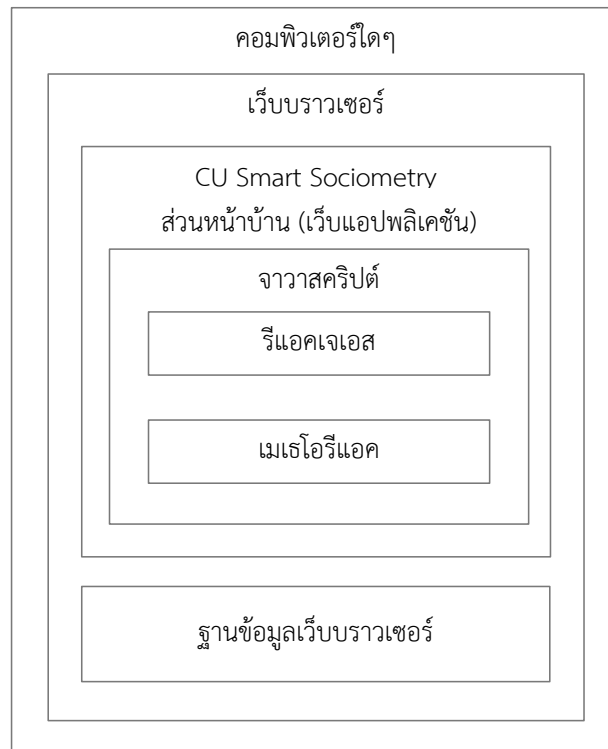 คอมพิวเตอร์ใดๆ
เว็บบราวเซอร์
CU Smart Sociometry
ส่วนหน้าบ้าน (เว็บแอปพลิเคชัน)
จาวาสคริปต์
รีแอคเจเอส
เมเธโอรีแอค
ฐานข้อมูลเว็บบราวเซอร์